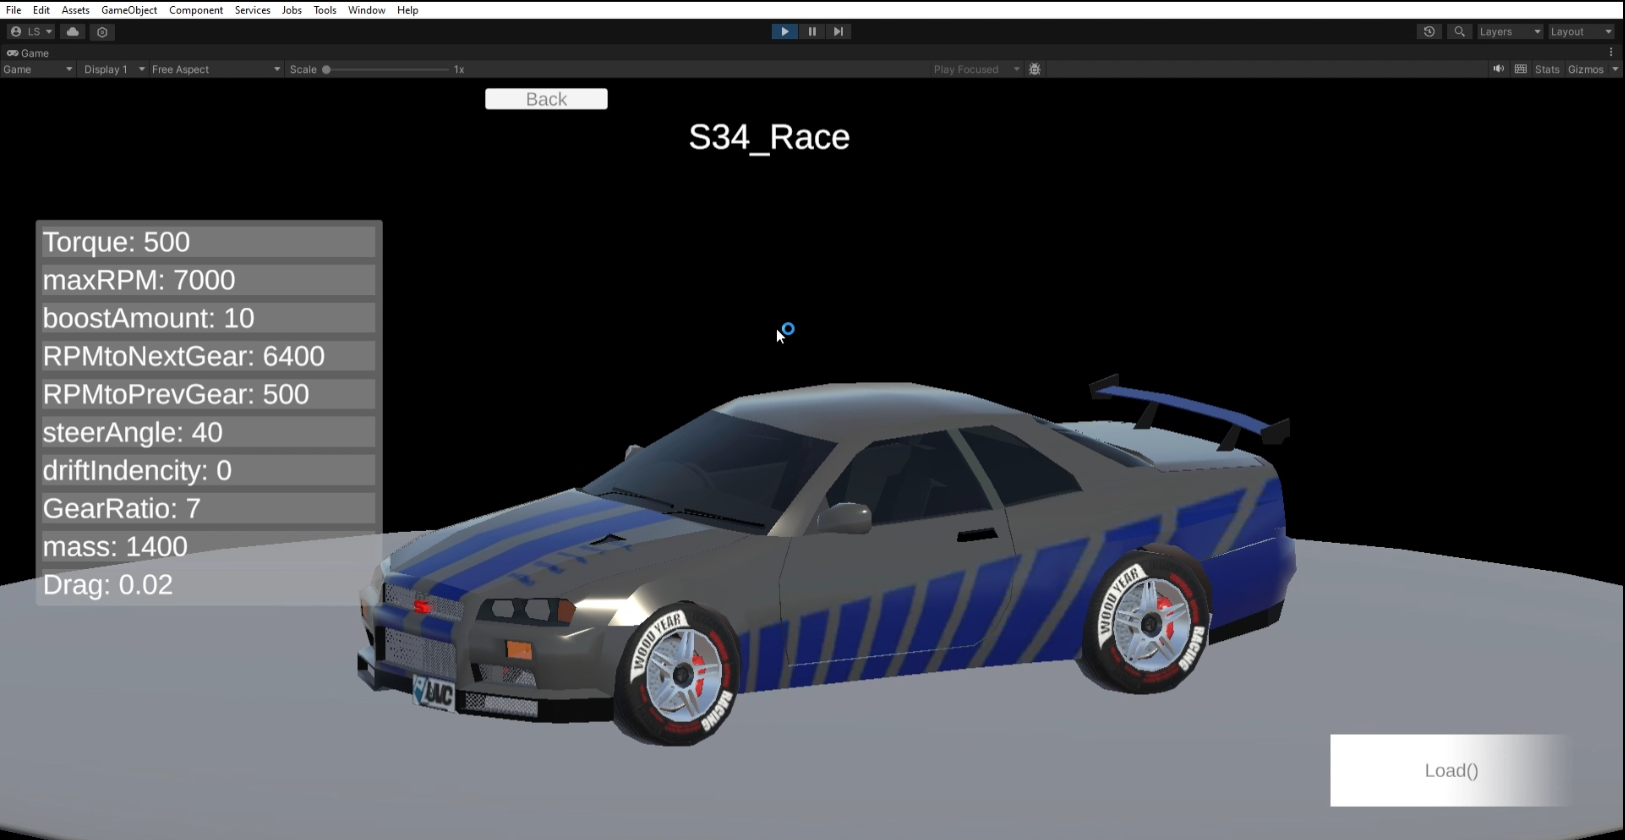 File Edit Assets GameObject Component Services Jobs Tools Window Help
LS Layers Layout
Game
Game Display 1 Free Aspect Scale 1x Play Focused Stats Gizmos
Back
S34_Race
Torque: 500
maxRPM: 7000
boostAmount: 10
RPMtoNextGear: 6400
RPMtoPrevGear: 500
steerAngle: 40
driftIndencity: 0
GearRatio: 7
mass: 1400
Drag: 0.02
WOOD YEAR
RACING
WOOD YEAR
RACING
Load()